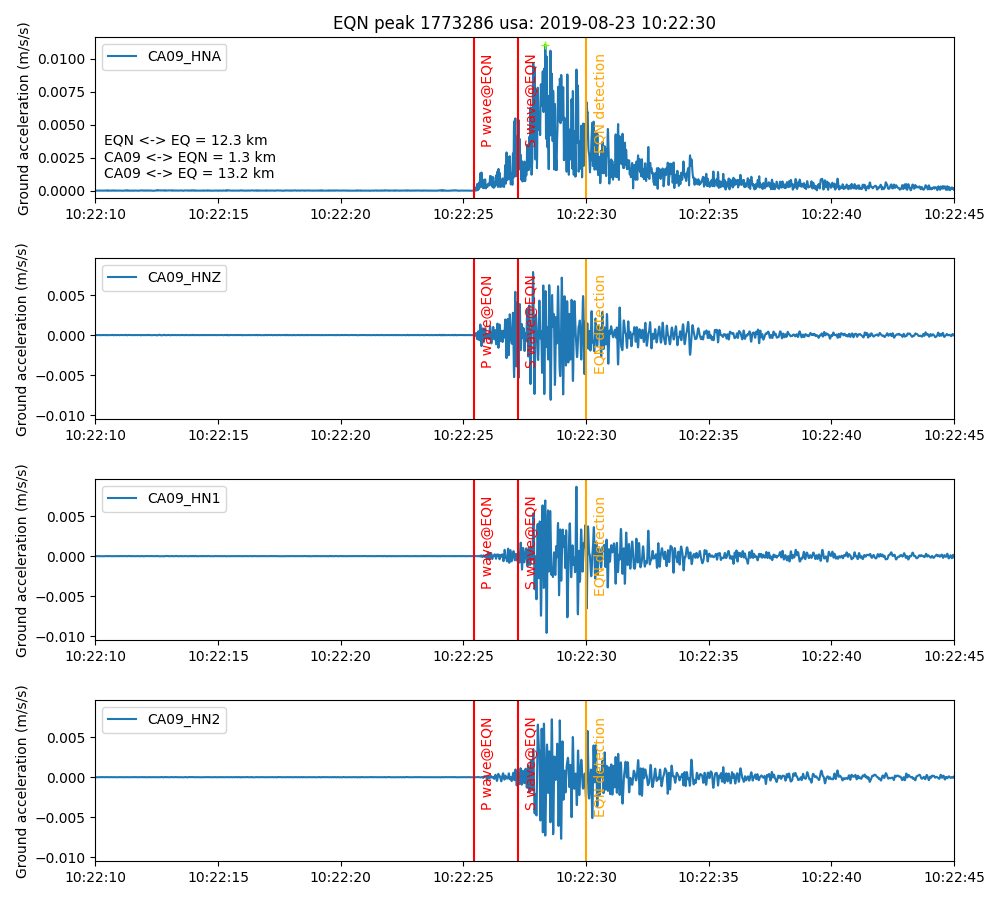 EQN peak 1773286 usa: 2019-08-23 10:22:30
Ground acceleration (m/s/s)
0.0100
0.0075
0.0050
0.0025
0.0000
CA09_HNA
P wave@EQN
S wave@EQN
EQN detection
EQN <-> EQ = 12.3 km
CA09 <-> EQN = 1.3 km
CA09 <-> EQ = 13.2 km
10:22:10 10:22:15 10:22:20 10:22:25 10:22:30 10:22:35 10:22:40 10:22:45
Ground acceleration (m/s/s)
0.005
0.000
−0.005
−0.010
CA09_HNZ
P wave@EQN
S wave@EQN
EQN detection
10:22:10 10:22:15 10:22:20 10:22:25 10:22:30 10:22:35 10:22:40 10:22:45
Ground acceleration (m/s/s)
0.005
0.000
−0.005
−0.010
CA09_HN1
P wave@EQN
S wave@EQN
EQN detection
10:22:10 10:22:15 10:22:20 10:22:25 10:22:30 10:22:35 10:22:40 10:22:45
Ground acceleration (m/s/s)
0.005
0.000
−0.005
−0.010
CA09_HN2
P wave@EQN
S wave@EQN
EQN detection
10:22:10 10:22:15 10:22:20 10:22:25 10:22:30 10:22:35 10:22:40 10:22:45